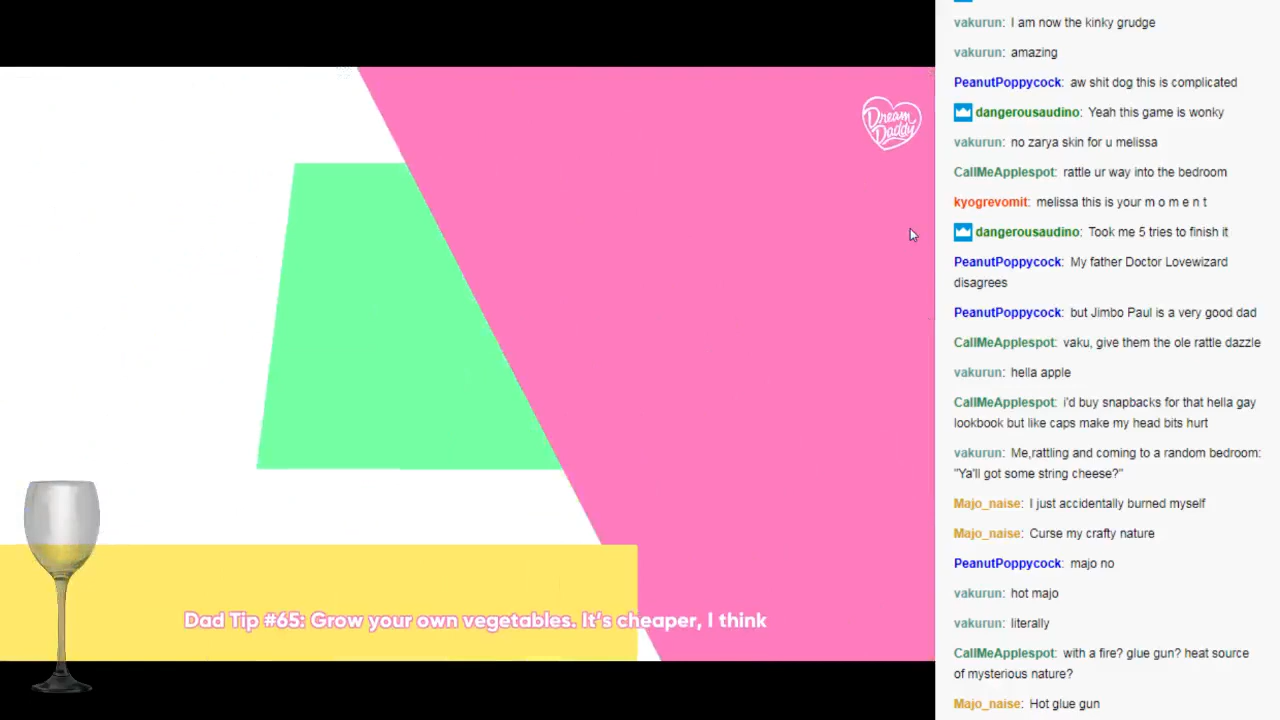 Dream
Daddy
Dad Tip #65: Grow your own vegetables. It's cheaper, I think
vakurun: I am now the kinky grudge
vakurun: amazing
PeanutPoppycock: aw shit dog this is complicated
dangerousaudino: Yeah this game is wonky
vakurun: no zarya skin for u melissa
CallMeApplespot: rattle ur way into the bedroom
kyogrevomit: melissa this is your m o m e n t
dangerousaudino: Took me 5 tries to finish it
PeanutPoppycock: My father Doctor Lovewizard
disagrees
PeanutPoppycock: but Jimbo Paul is a very good dad
CallMeApplespot: vaku, give them the ole rattle dazzle
vakurun: hella apple
CallMeApplespot: i'd buy snapbacks for that hella gay
lookbook but like caps make my head bits hurt
vakurun: Me,rattling and coming to a random bedroom:
"Ya'll got some string cheese?"
Majo_naise: I just accidentally burned myself
Majo_naise: Curse my crafty nature
PeanutPoppycock: majo no
vakurun: hot majo
vakurun: literally
CallMeApplespot: with a fire? glue gun? heat source
of mysterious nature?
Majo_naise: Hot glue gun